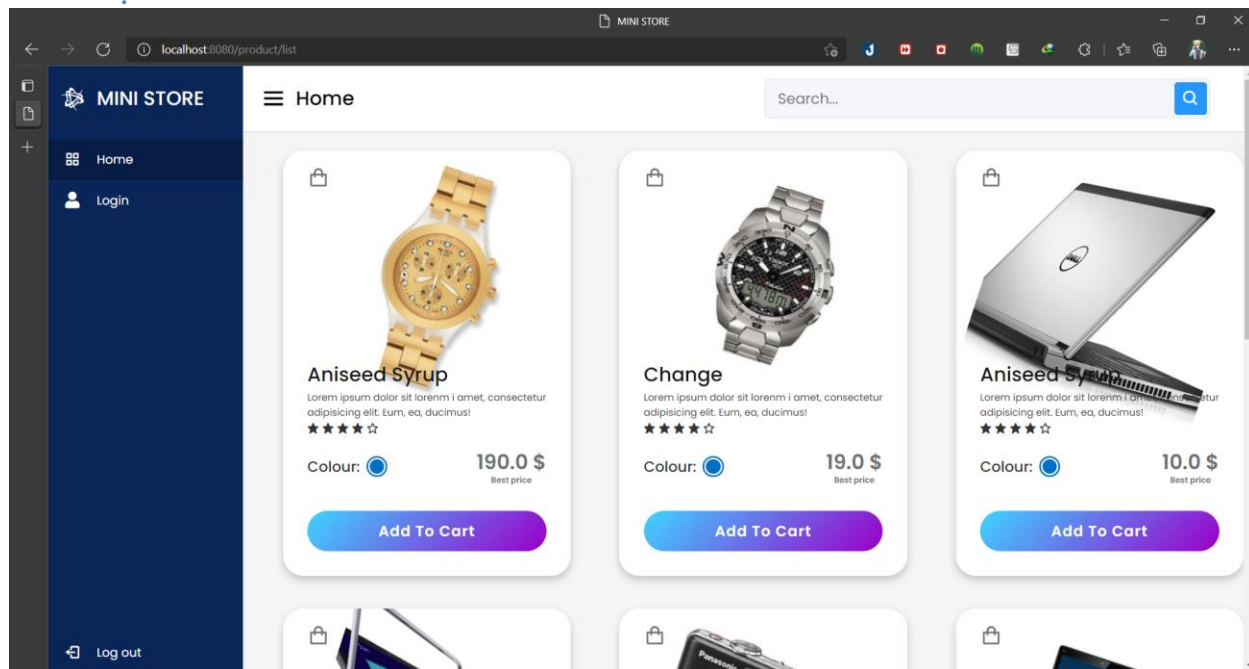 MINI STORE
localhost:8080/product/list
MINI STORE
Home
Search...
Home
Login
Log out
Aniseed Syrup
Lorem ipsum dolor sit lorenm i amet, consectetur
adipisicing elit. Eum, ea, ducimus!
Colour:
190.0 $
Best price
Add To Cart
Change
Lorem ipsum dolor sit lorenm i amet, consectetur
adipisicing elit. Eum, ea, ducimus!
Colour:
19.0 $
Best price
Add To Cart
DELL
Aniseed Syrup
Lorem ipsum dolor sit lorenm i amet, consectetur
adipisicing elit. Eum, ea, ducimus!
Colour:
10.0 $
Best price
Add To Cart
Panasonic